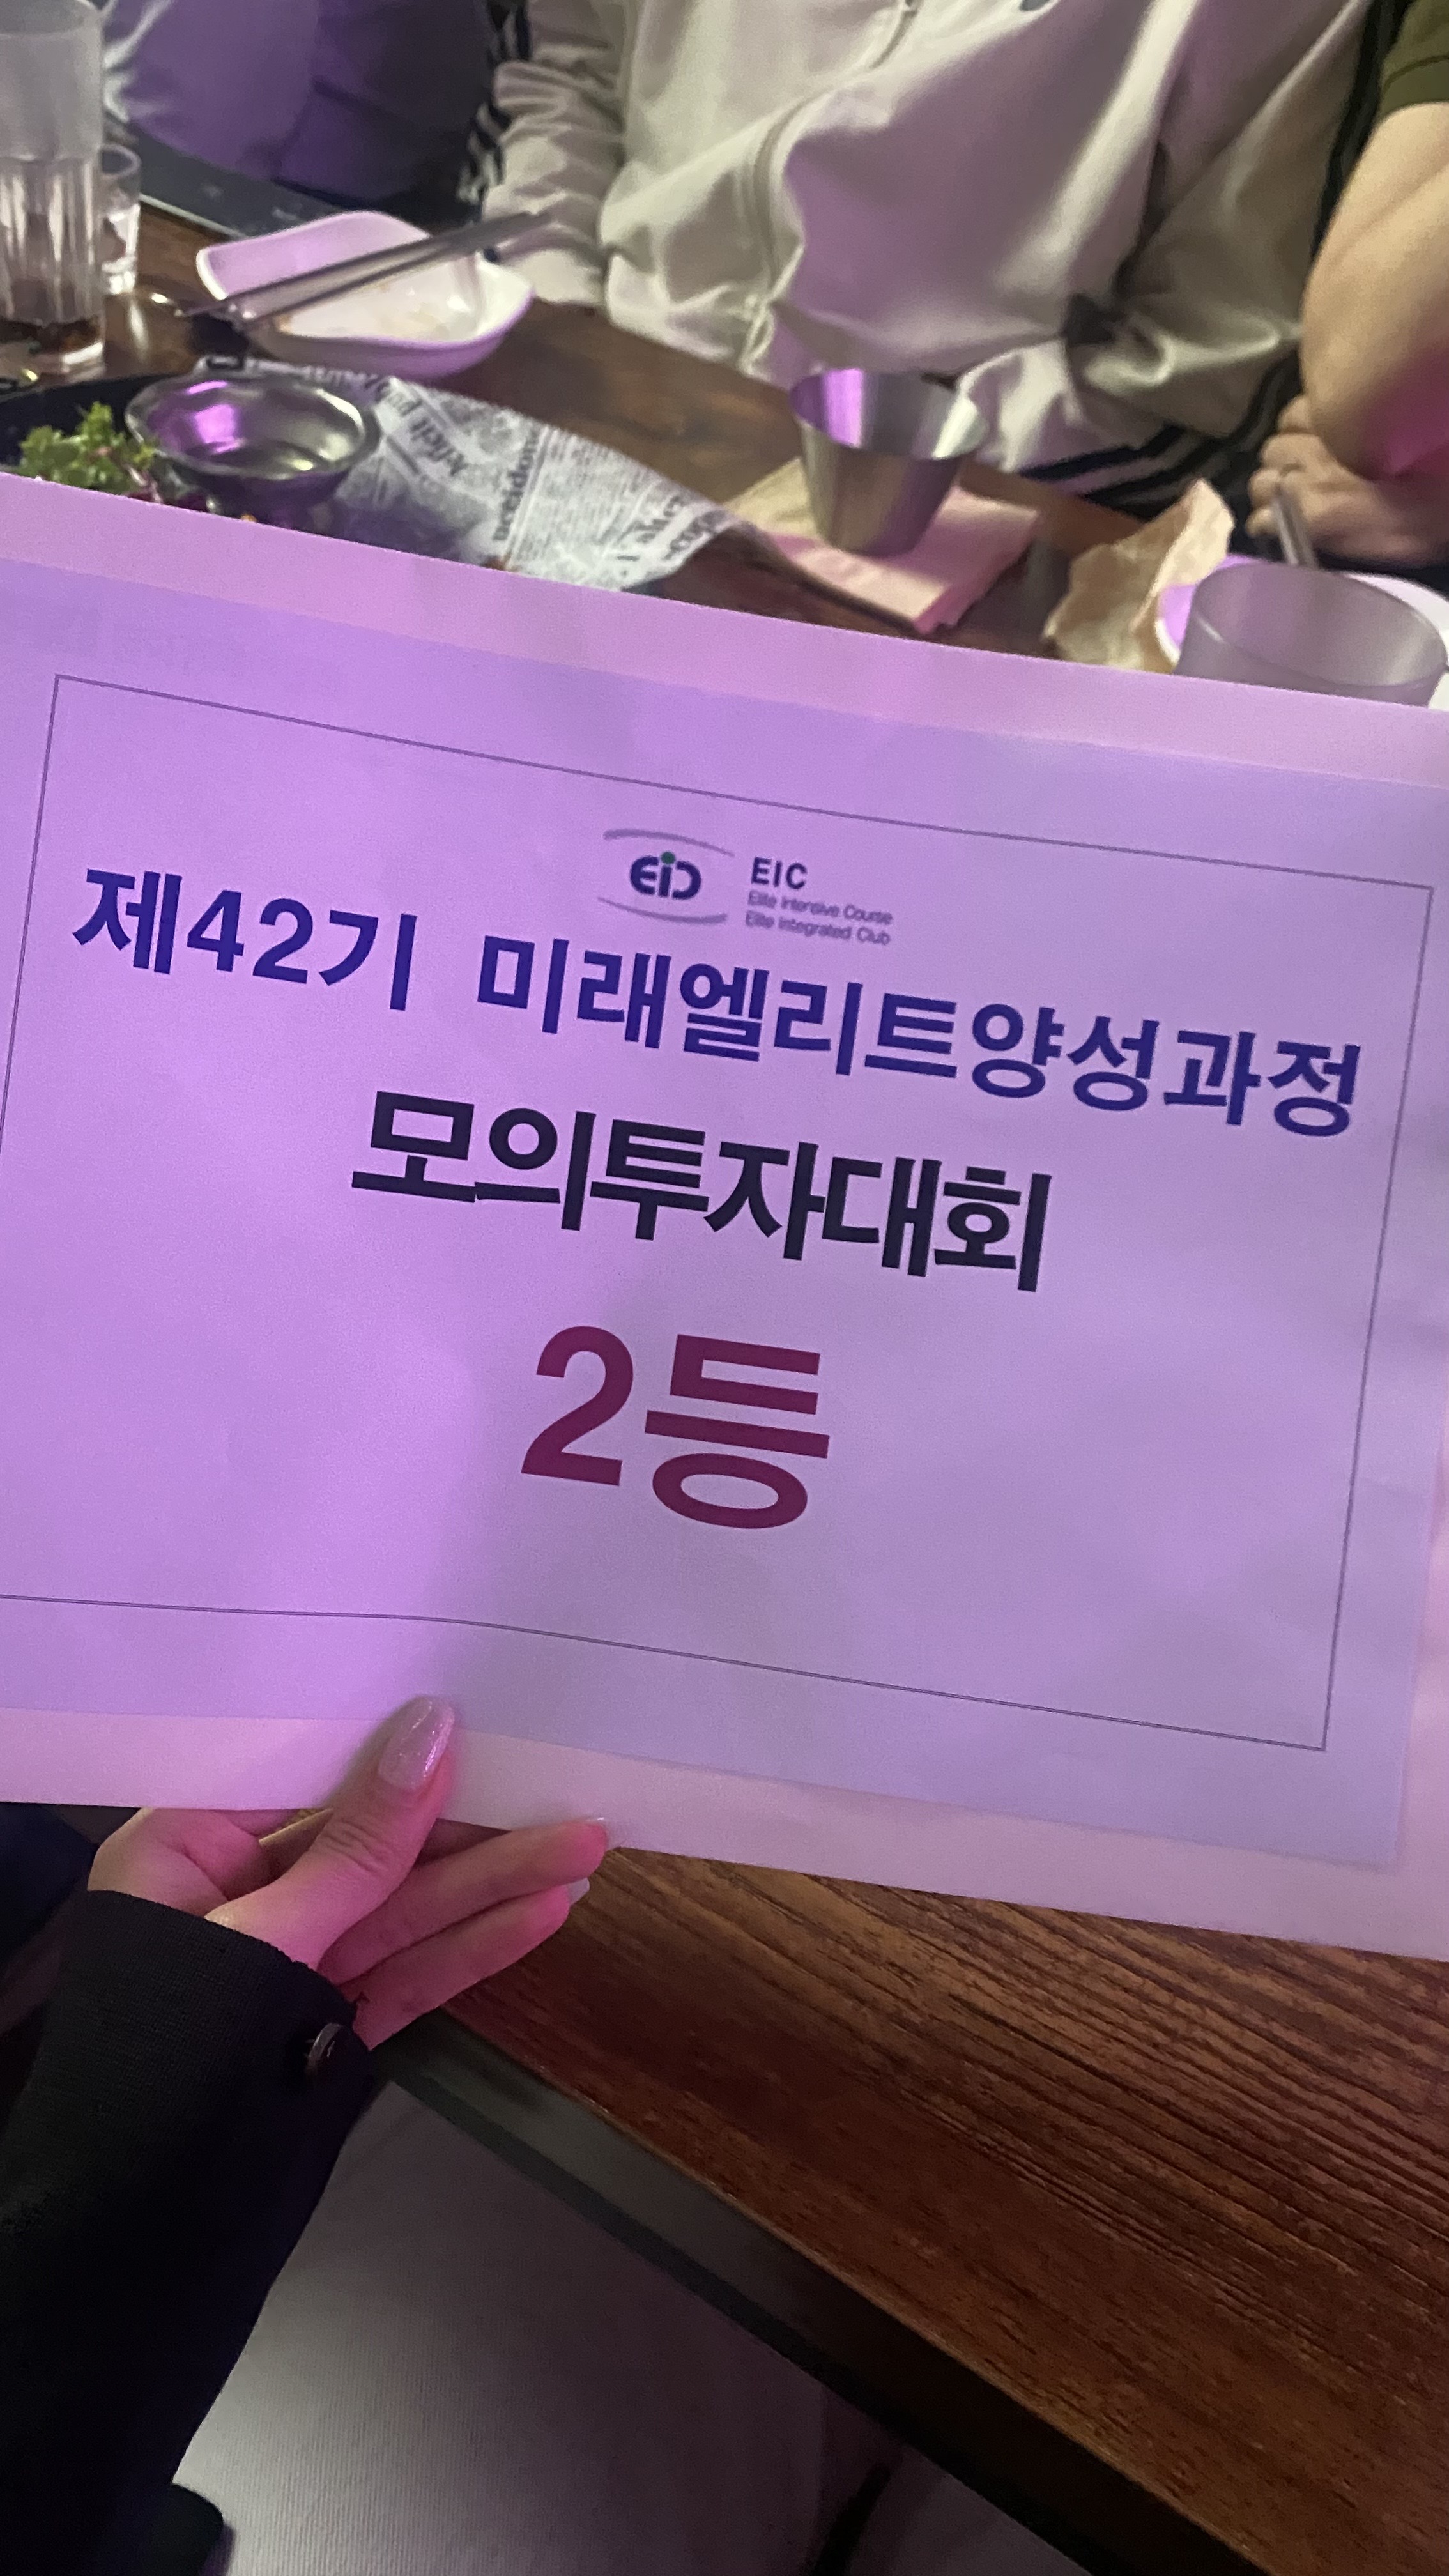 EiC
EIC
Elite Intensive Course
Elite Integrated Club
제42기 미래엘리트양성과정
모의투자대회
2등